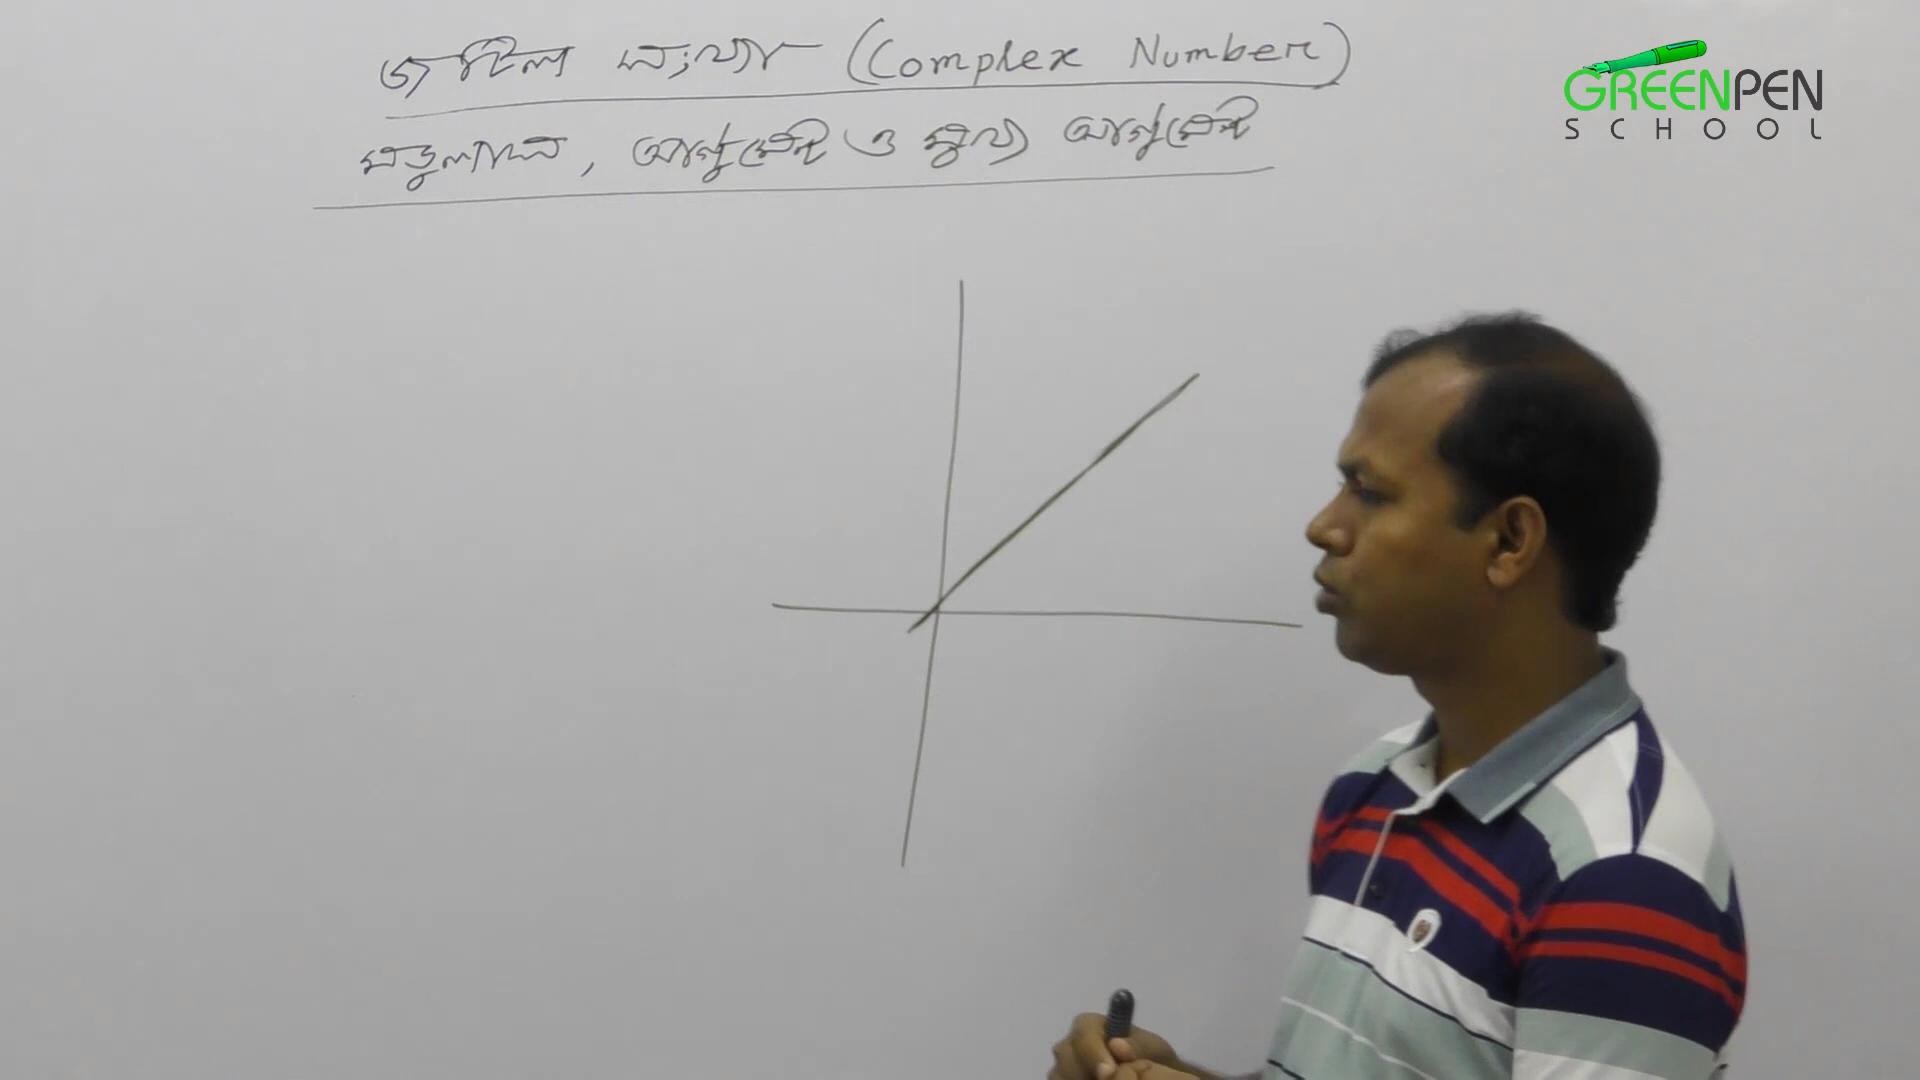 জটিল সংখ্যা (Complex Number)
মডুলাস, আর্গুমেন্ট ও মুখ্য আর্গুমেন্ট
GREENPEN
SCHOOL